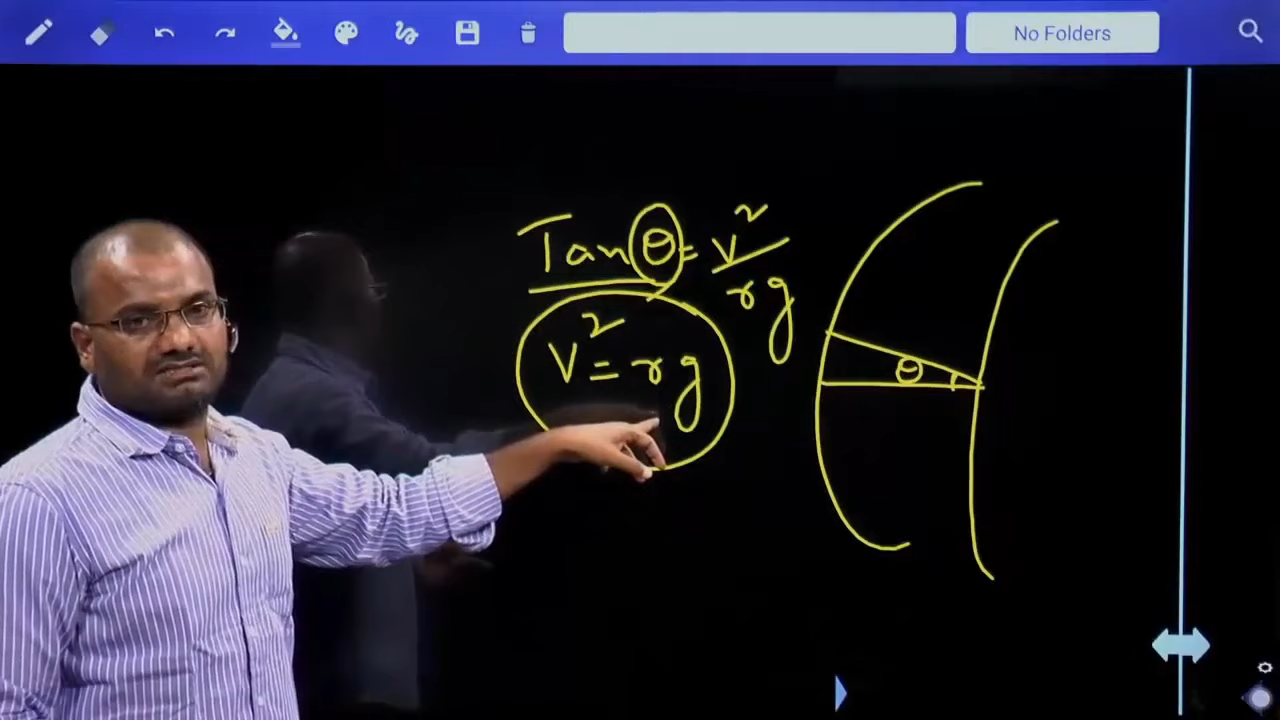 No Folders
Tanθ = v²/rg
v² = rg
θ